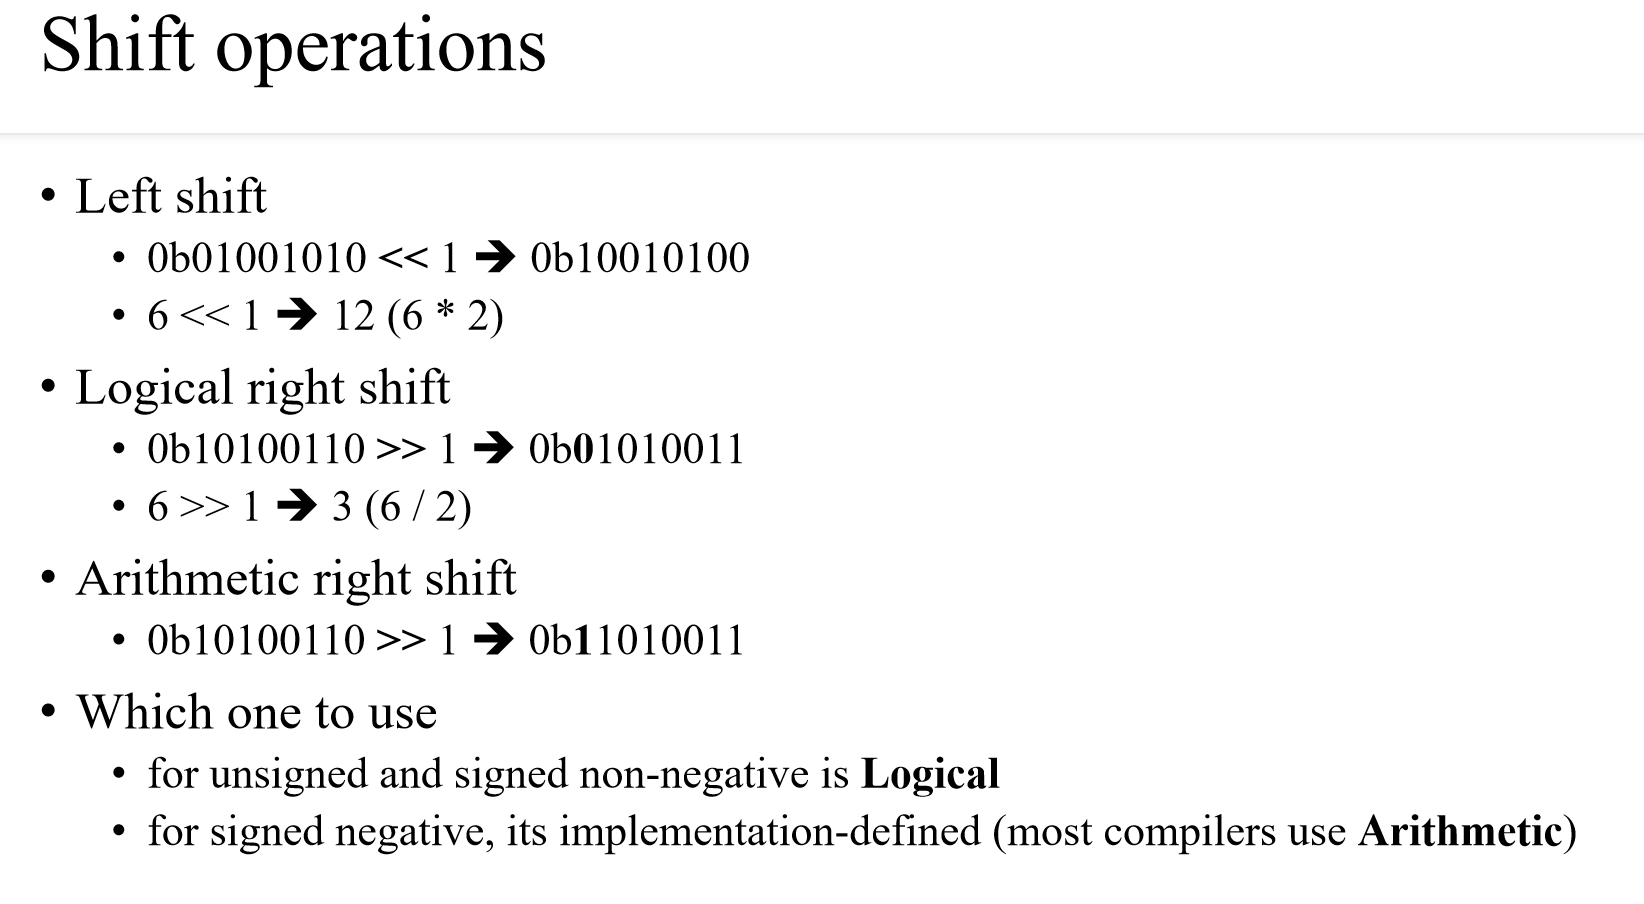 Shift operations
• Left shift
• 0b01001010 << 1 ➔ 0b10010100
• 6 << 1 ➔ 12 (6 * 2)
• Logical right shift
• 0b10100110 >> 1 ➔ 0b01010011
• 6 >> 1 ➔ 3 (6 / 2)
• Arithmetic right shift
• 0b10100110 >> 1 ➔ 0b11010011
• Which one to use
• for unsigned and signed non-negative is Logical
• for signed negative, its implementation-defined (most compilers use Arithmetic)